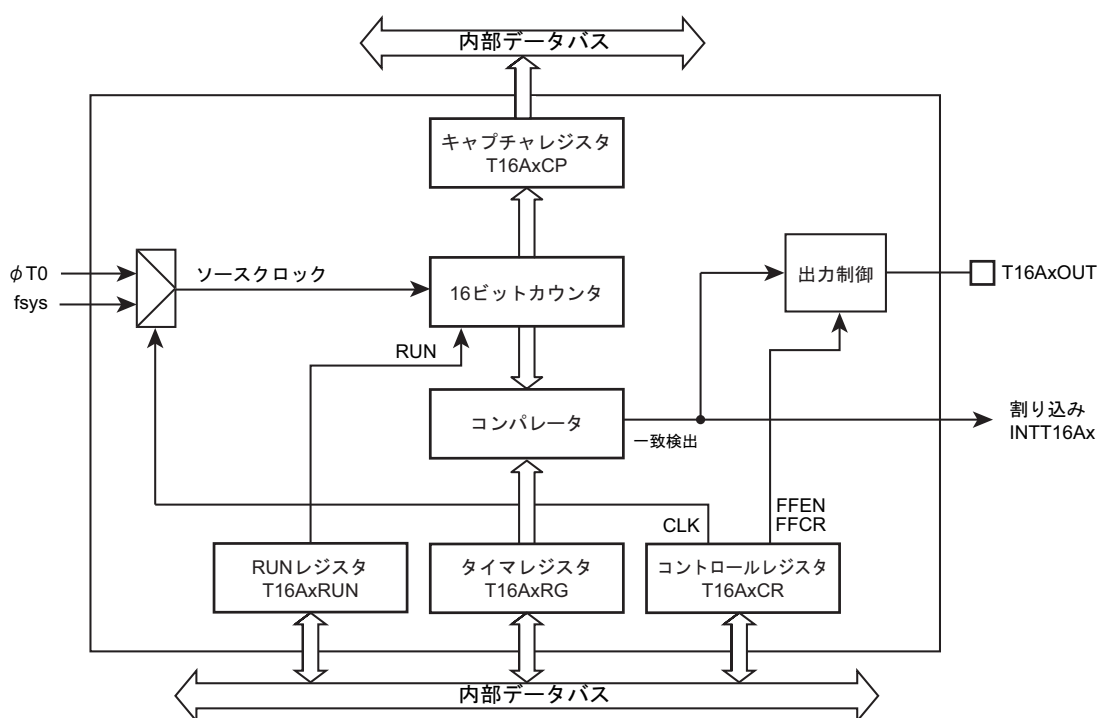 内部データバス
キャプチャレジスタ
T16AxCP
φT0
fsys
ソースクロック
16ビットカウンタ
出力制御
T16AxOUT
RUN
コンパレータ
一致検出
割り込み
INTT16Ax
CLK
FFEN
FFCR
RUNレジスタ
T16AxRUN
タイマレジスタ
T16AxRG
コントロールレジスタ
T16AxCR
内部データバス